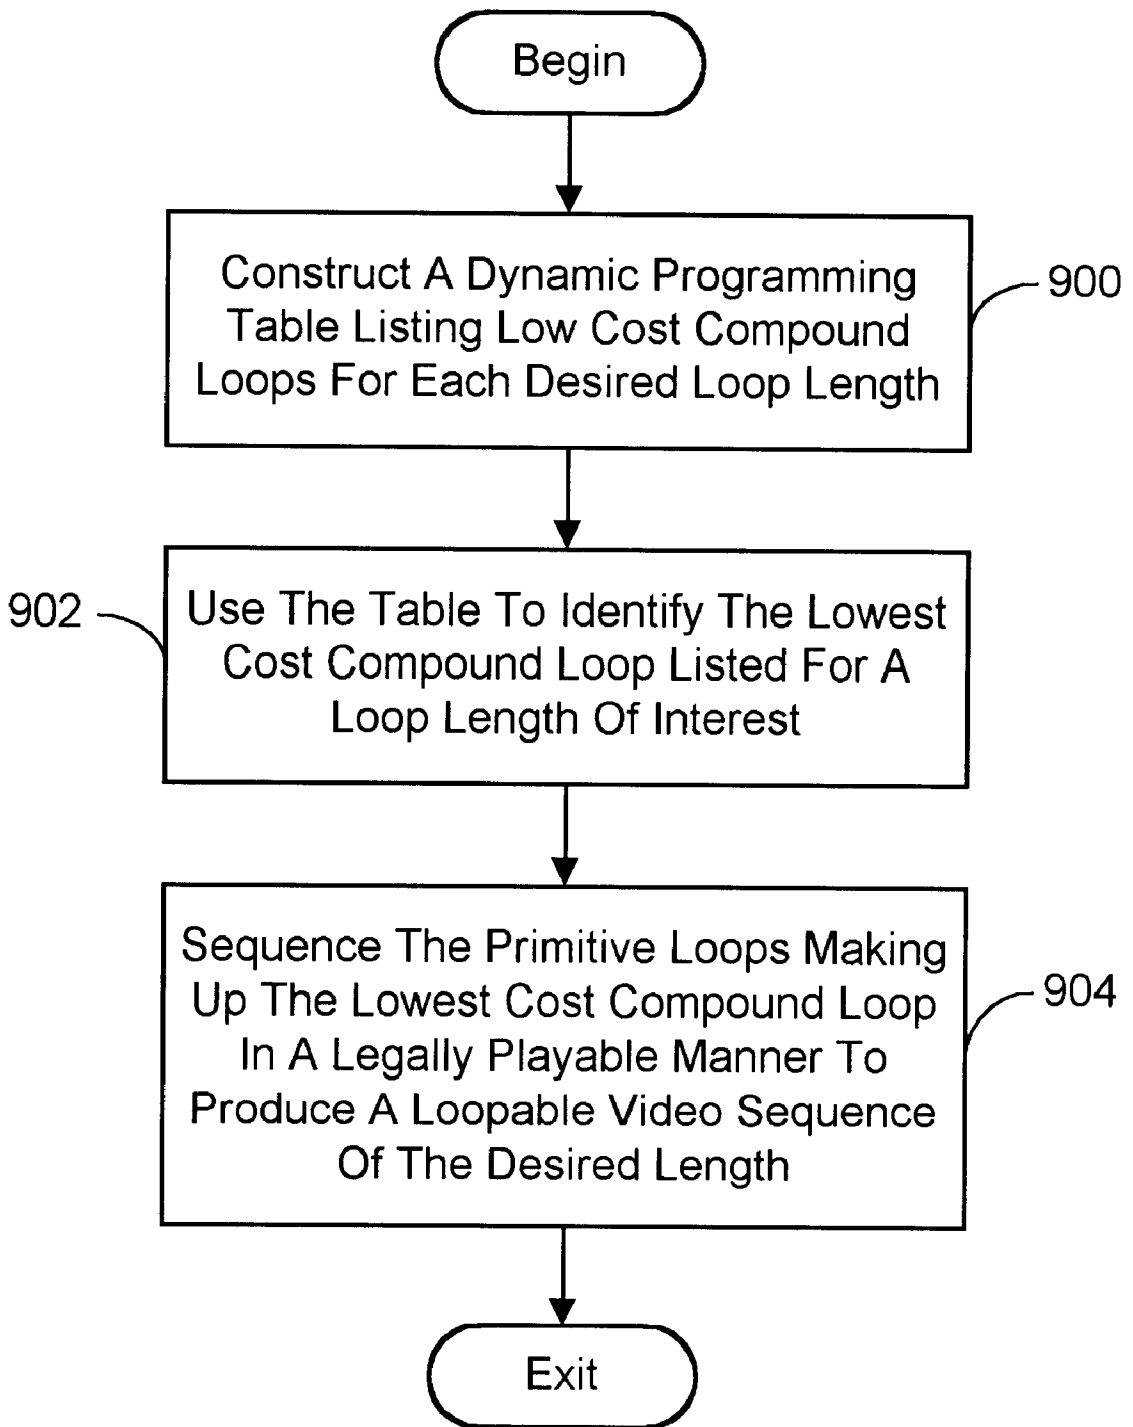 Begin
Construct A Dynamic Programming
Table Listing Low Cost Compound
Loops For Each Desired Loop Length
900
902
Use The Table To Identify The Lowest
Cost Compound Loop Listed For A
Loop Length Of Interest
Sequence The Primitive Loops Making
Up The Lowest Cost Compound Loop
In A Legally Playable Manner To
Produce A Loopable Video Sequence
Of The Desired Length
904
Exit